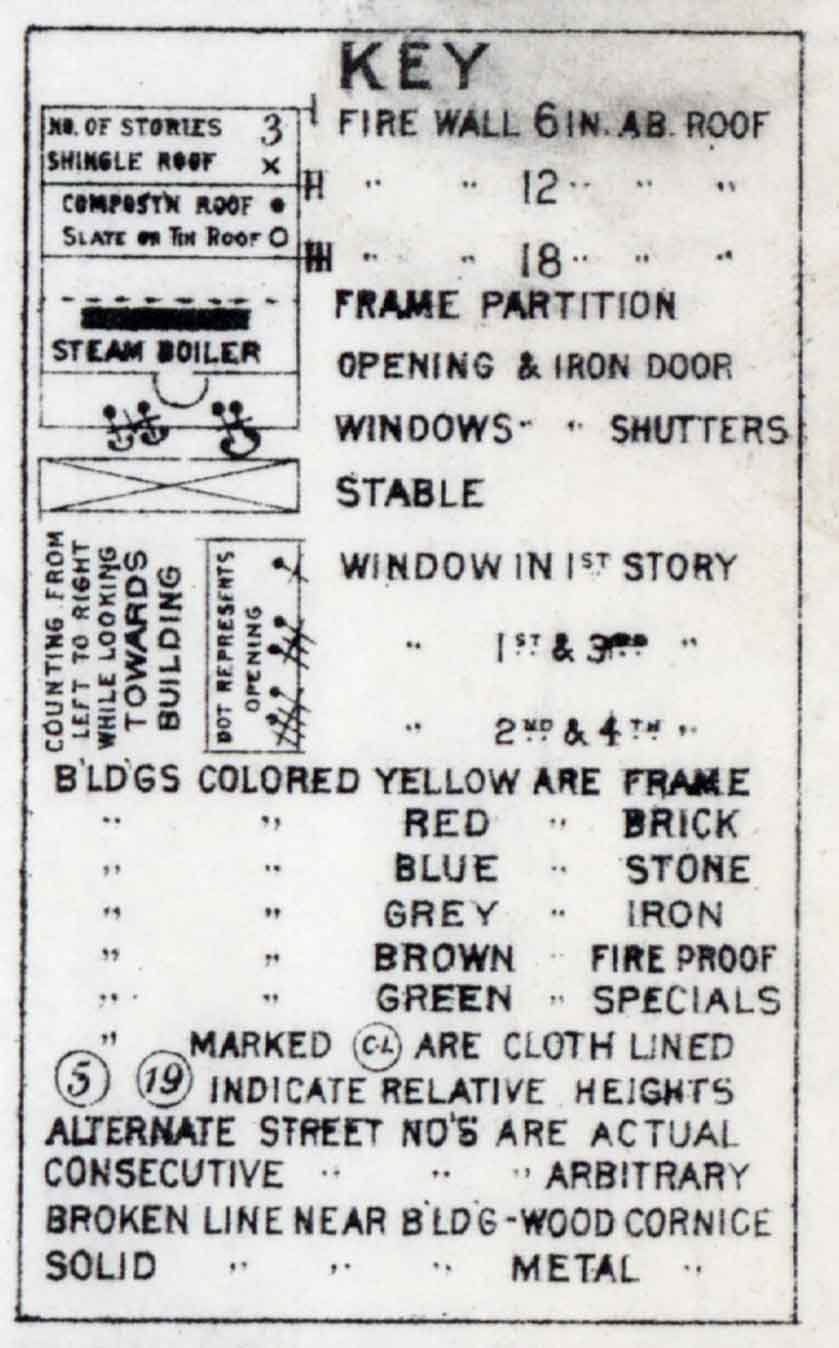 KEY
NO. OF STORIES 3
SHINGLE ROOF X
COMPOST'N ROOF ●
SLATE OR TIN ROOF O
FIRE WALL 6 IN. AB. ROOF
" " 12 " " "
" " 18 " " "
FRAME PARTITION
STEAM BOILER
OPENING & IRON DOOR
WINDOWS " " SHUTTERS
STABLE
COUNTING FROM
LEFT TO RIGHT
WHILE LOOKING
TOWARDS
BUILDING
DOT REPRESENTS
OPENING
WINDOW IN 1ST STORY
" 1ST & 3RD "
" 2ND & 4TH "
B'LD'GS COLORED YELLOW ARE FRAME
" " RED " BRICK
" " BLUE " STONE
" " GREY " IRON
" " BROWN " FIRE PROOF
" " GREEN " SPECIALS
" MARKED C-L ARE CLOTH LINED
5 19 INDICATE RELATIVE HEIGHTS
ALTERNATE STREET NO'S ARE ACTUAL
CONSECUTIVE " " " ARBITRARY
BROKEN LINE NEAR B'LD'G-WOOD CORNICE
SOLID " " " METAL "